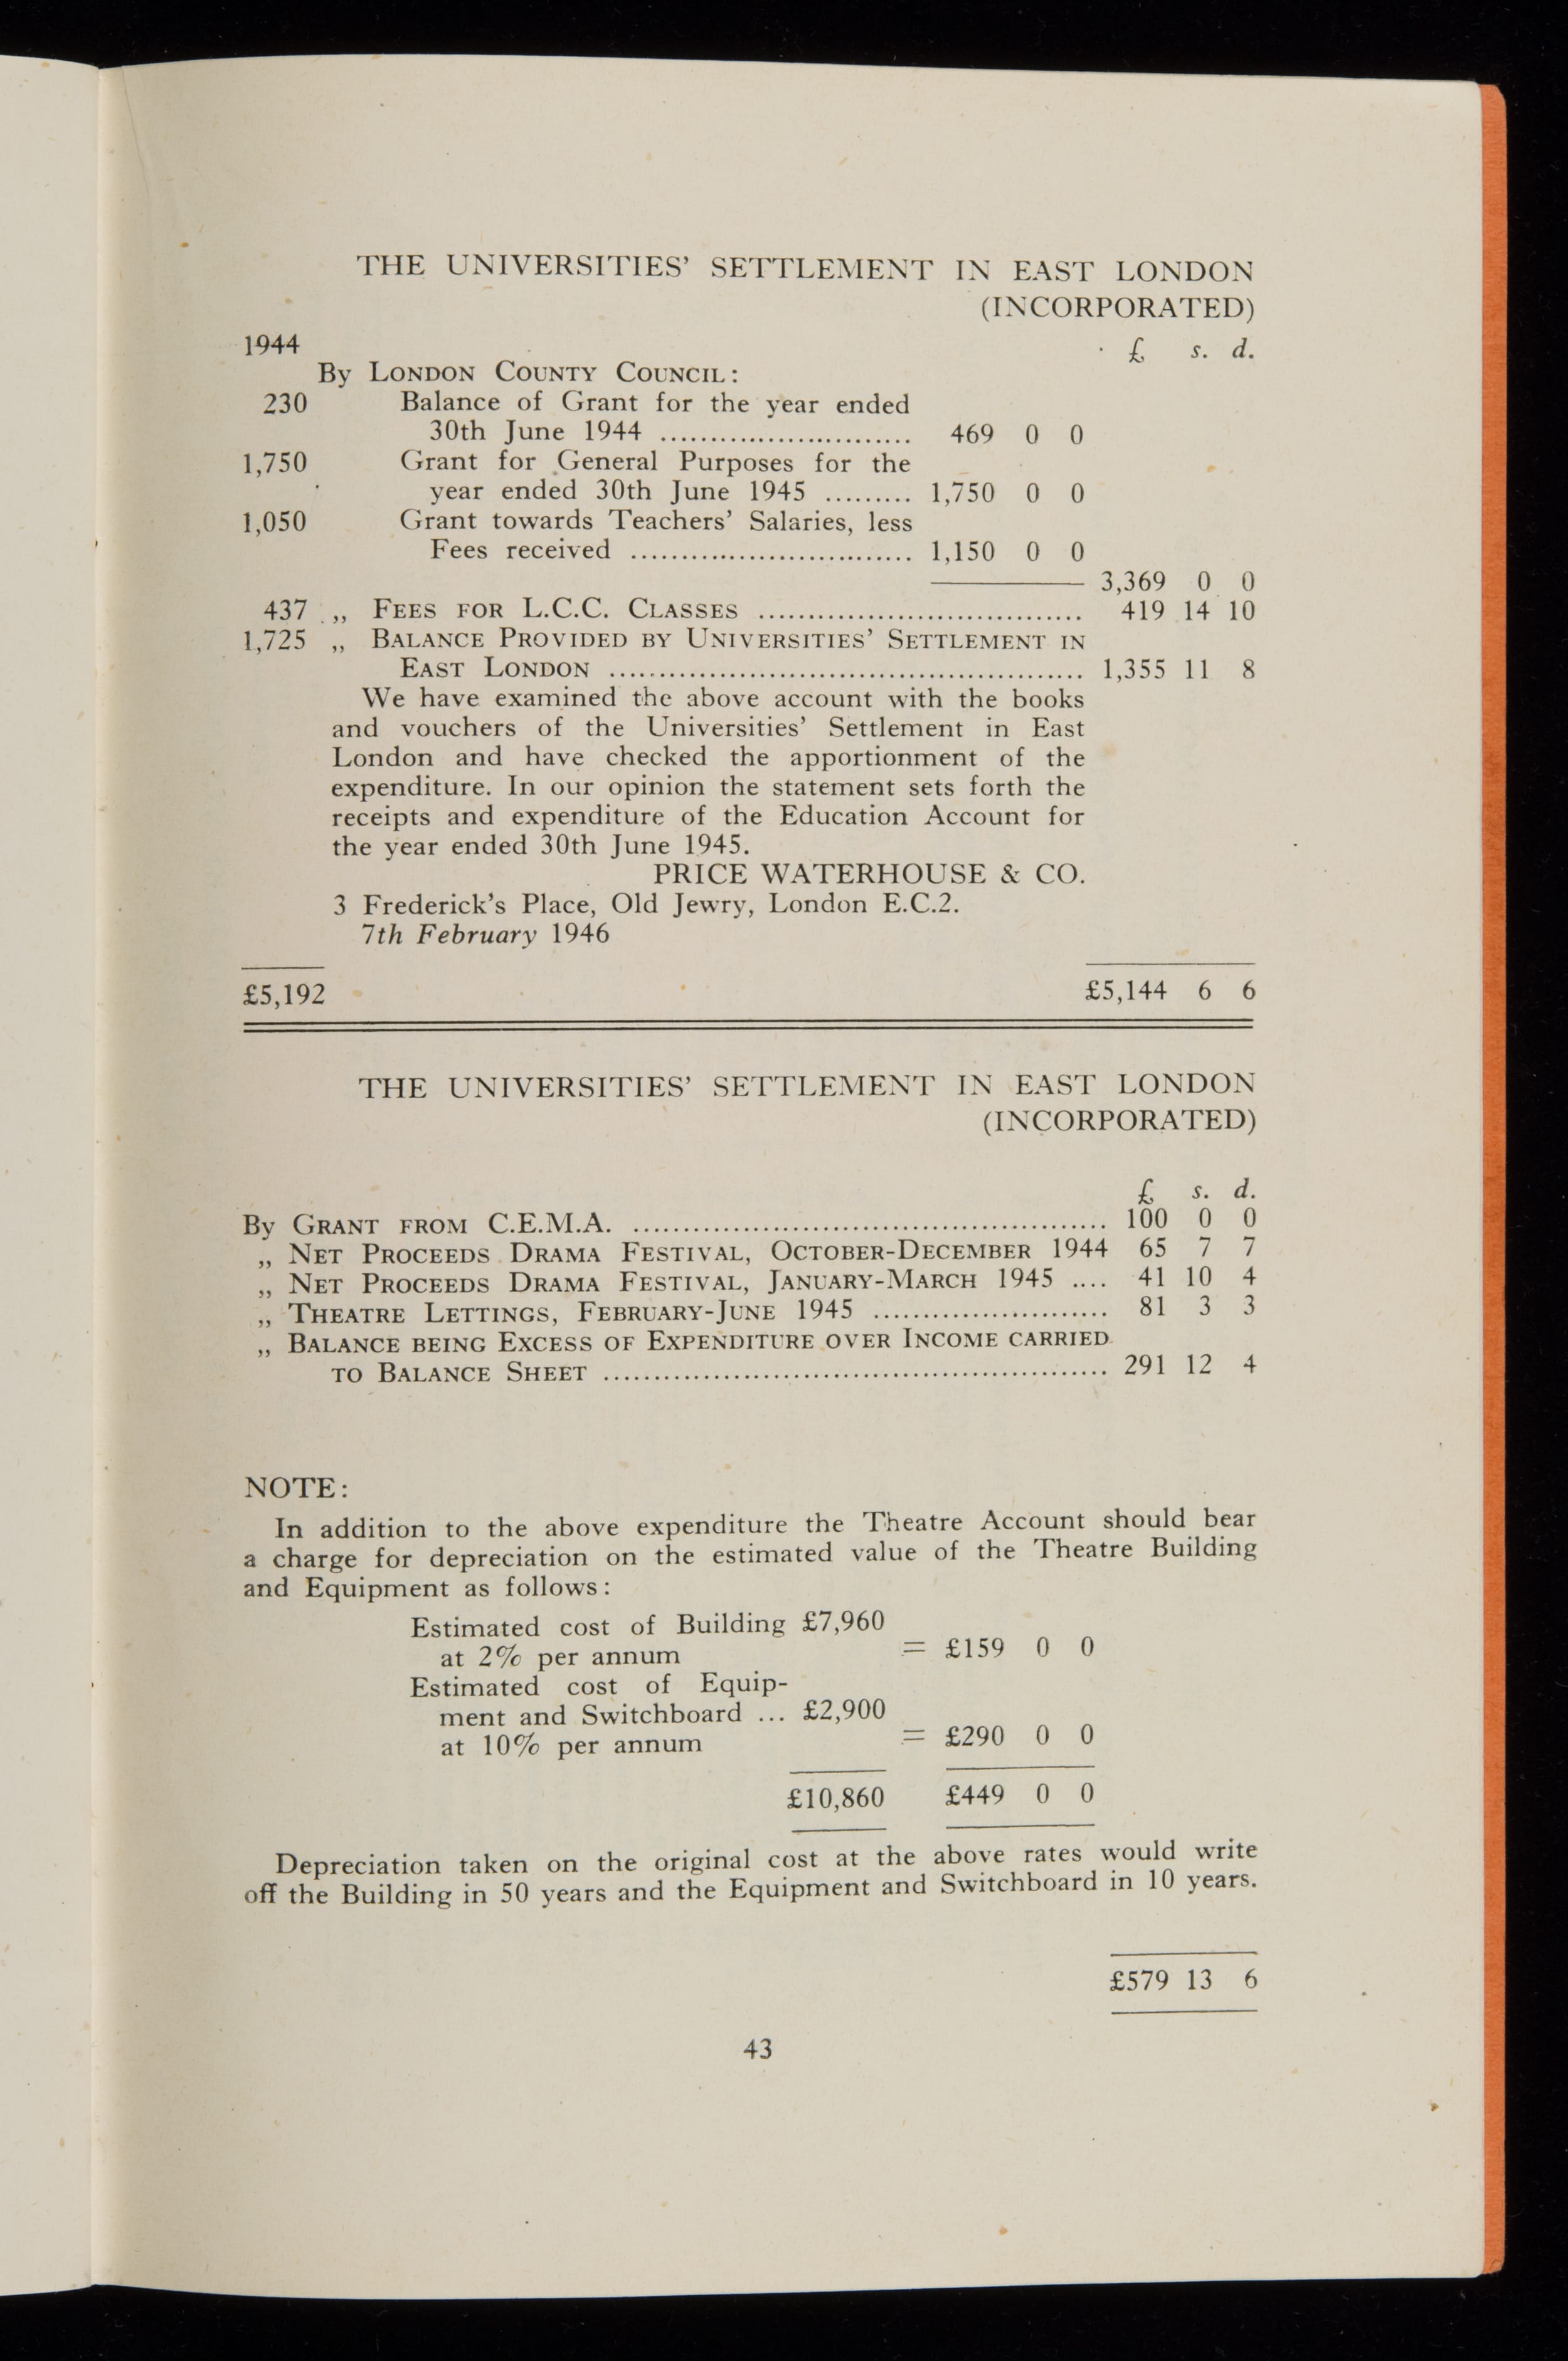 THE UNIVERSITIES' SETTLEMENT IN EAST LONDON
(INCORPORATED)
1944 £ s. d.
By LONDON COUNTY COUNCIL:
230 Balance of Grant for the year ended
30th June 1944 ........................... 469 0 0
1,750 Grant for General Purposes for the
year ended 30th June 1945 ......... 1,750 0 0
1,050 Grant towards Teachers' Salaries, less
Fees received ............................. 1,150 0 0
3,369 0 0
437 ,, FEES FOR L.C.C. CLASSES ................................. 419 14 10
1,725 ,, BALANCE PROVIDED BY UNIVERSITIES' SETTLEMENT IN
EAST LONDON ................................................ 1,355 11 8
We have examined the above account with the books
and vouchers of the Universities' Settlement in East
London and have checked the apportionment of the
expenditure. In our opinion the statement sets forth the
receipts and expenditure of the Education Account for
the year ended 30th June 1945.
PRICE WATERHOUSE & CO.
3 Frederick's Place, Old Jewry, London E.C.2.
7th February 1946
£5,192 £5,144 6 6
THE UNIVERSITIES' SETTLEMENT IN EAST LONDON
(INCORPORATED)
£ s. d.
By GRANT FROM C.E.M.A. ................................................ 100 0 0
,, NET PROCEEDS DRAMA FESTIVAL, OCTOBER-DECEMBER 1944 65 7 7
,, NET PROCEEDS DRAMA FESTIVAL, JANUARY-MARCH 1945 .... 41 10 4
,, THEATRE LETTINGS, FEBRUARY-JUNE 1945 ........................ 81 3 3
,, BALANCE BEING EXCESS OF EXPENDITURE OVER INCOME CARRIED
TO BALANCE SHEET ................................................... 291 12 4
NOTE:
In addition to the above expenditure the Theatre Account should bear
a charge for depreciation on the estimated value of the Theatre Building
and Equipment as follows:
Estimated cost of Building £7,960
at 2% per annum = £159 0 0
Estimated cost of Equip-
ment and Switchboard ... £2,900
at 10% per annum = £290 0 0
£10,860 £449 0 0
Depreciation taken on the original cost at the above rates would write
off the Building in 50 years and the Equipment and Switchboard in 10 years.
£579 13 6
43